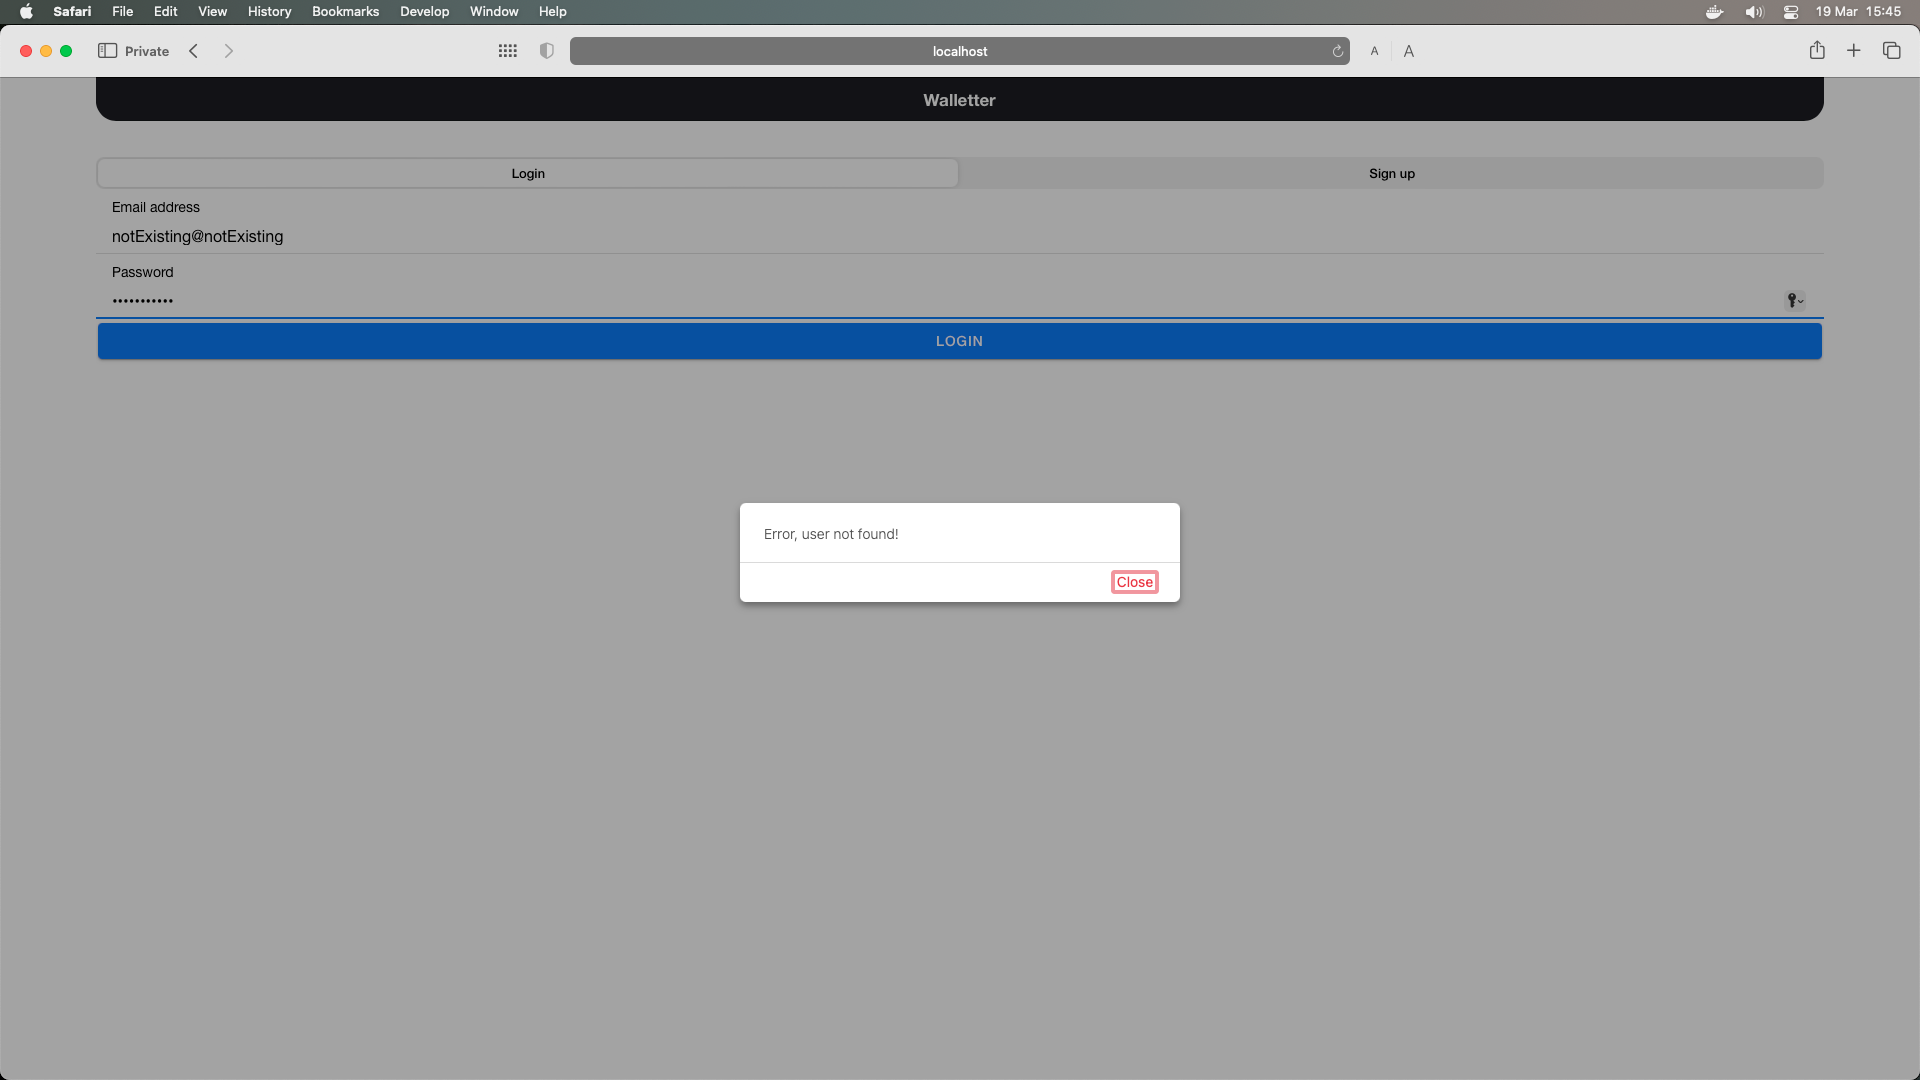 Safari File Edit View History Bookmarks Develop Window Help 19 Mar 15:45
Private localhost A A
Walletter
Login Sign up
Email address
notExisting@notExisting
Password
•••••••••••
LOGIN
Error, user not found!
Close